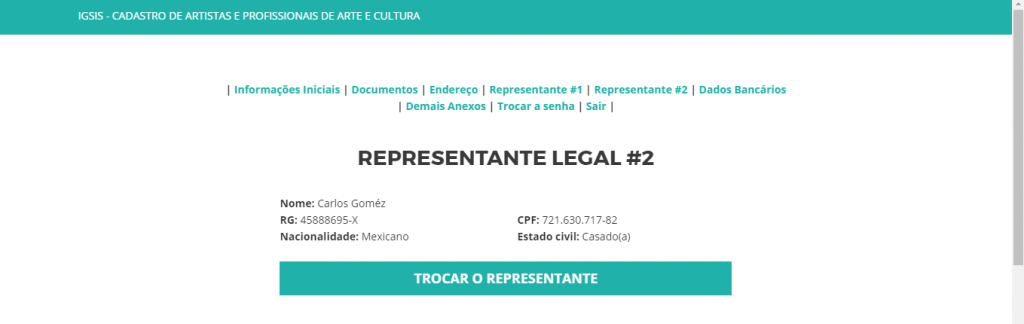 IGSIS - CADASTRO DE ARTISTAS E PROFISSIONAIS DE ARTE E CULTURA
| Informações Iniciais | Documentos | Endereço | Representante #1 | Representante #2 | Dados Bancários
| Demais Anexos | Trocar a senha | Sair |
REPRESENTANTE LEGAL #2
Nome: Carlos Goméz
RG: 45888695-X CPF: 721.630.717-82
Nacionalidade: Mexicano Estado civil: Casado(a)
TROCAR O REPRESENTANTE